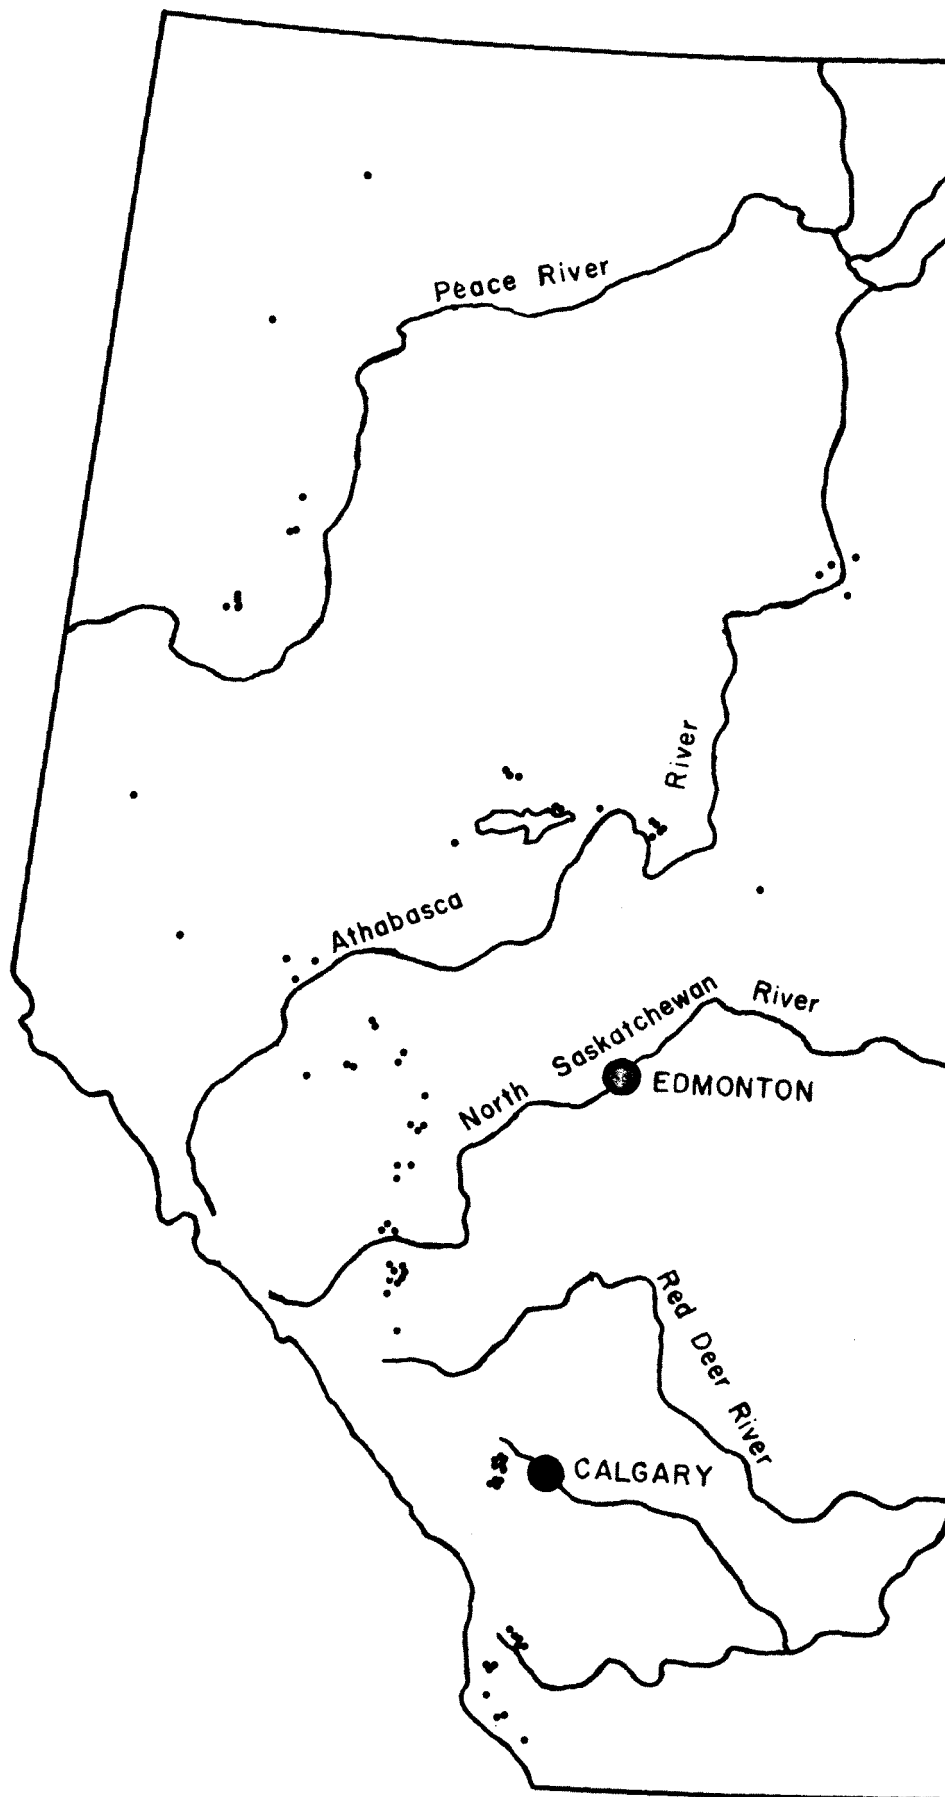 Peace River
River
Athabasca
North Saskatchewan River
EDMONTON
Red Deer River
CALGARY